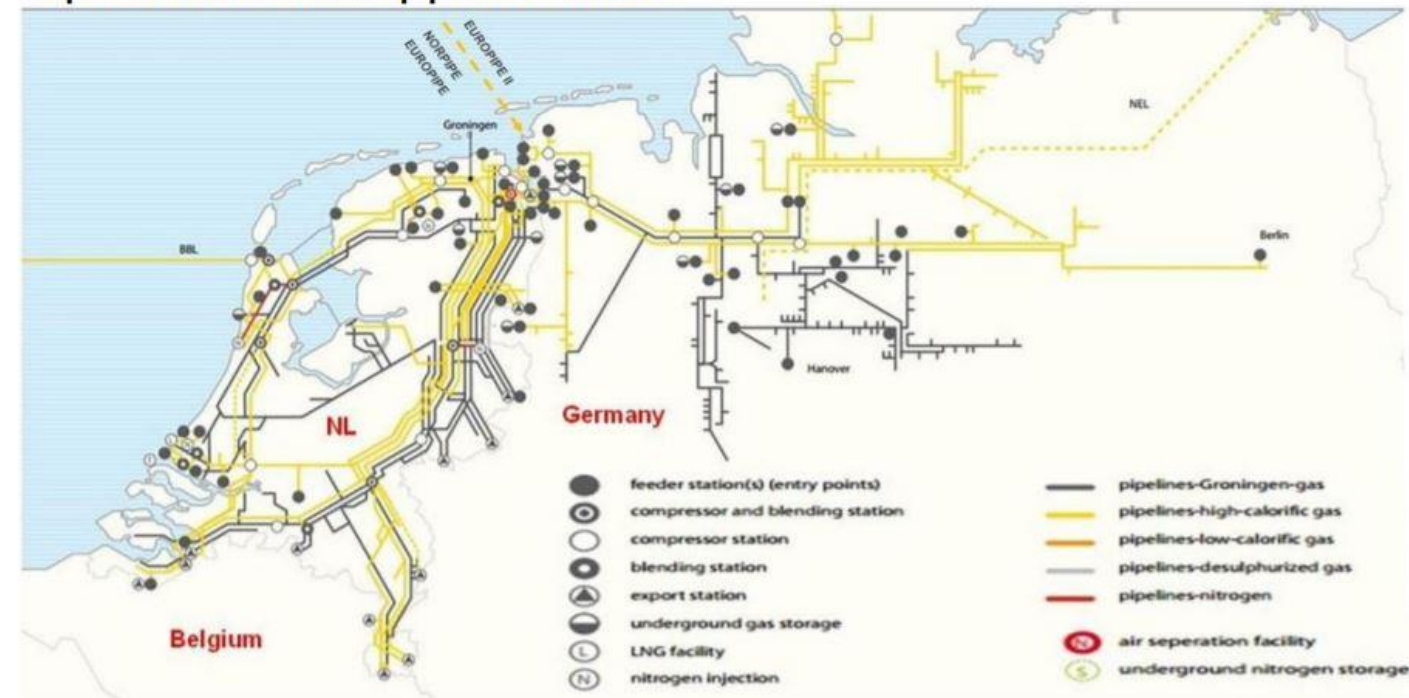 EUROPIPE II
NORPIPE
EUROPIPE
NEL
Groningen
BBL
Berlin
Hanover
NL
Germany
Belgium
feeder station(s) (entry points)
compressor and blending station
compressor station
blending station
export station
underground gas storage
L LNG facility
N nitrogen injection
pipelines-Groningen-gas
pipelines-high-calorific gas
pipelines-low-calorific gas
pipelines-desulphurized gas
pipelines-nitrogen
N air seperation facility
S underground nitrogen storage